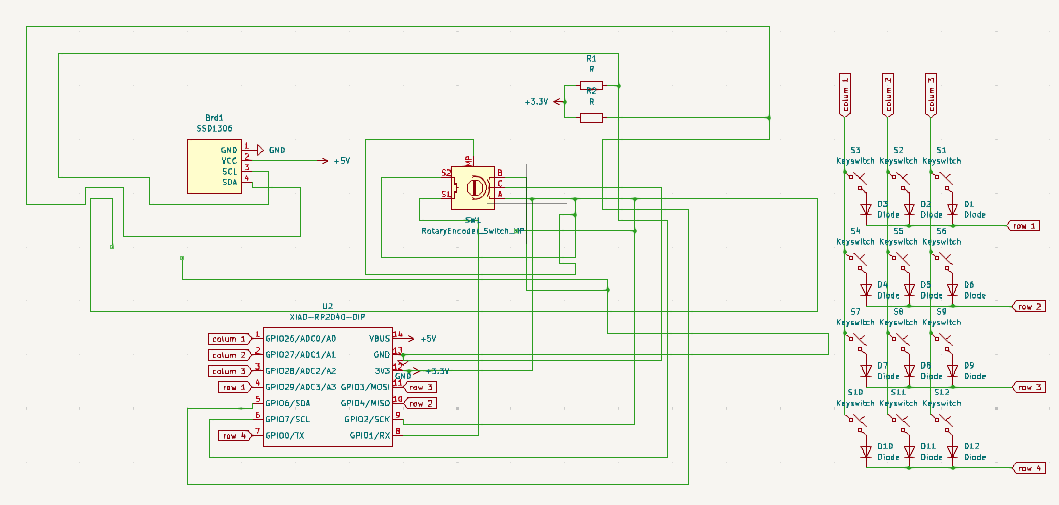 R1
R
R2
R
+3.3V
Brd1
SSD1306
GND 1
VCC 2
SCL 3
SDA 4
GND
+5V
MP
S2
S1
B
C
A
SW1
RotaryEncoder_Switch_MP
U2
XIAO-RP2040-DIP
colum 1
colum 2
colum 3
row 1
row 4
1 GPIO26/ADC0/A0
2 GPIO27/ADC1/A1
3 GPIO28/ADC2/A2
4 GPIO29/ADC3/A3
5 GPIO6/SDA
6 GPIO7/SCL
7 GPIO0/TX
VBUS 14
GND 13
3V3 12
GPIO3/MOSI 11
GPIO4/MISO 10
GPIO2/SCK 9
GPIO1/RX 8
+5V
+3.3V
GND
row 3
row 2
colum 1
colum 2
colum 3
S3
Keyswitch
S2
Keyswitch
S1
Keyswitch
D3
Diode
D2
Diode
D1
Diode
row 1
S4
Keyswitch
S5
Keyswitch
S6
Keyswitch
D4
Diode
D5
Diode
D6
Diode
row 2
S7
Keyswitch
S8
Keyswitch
S9
Keyswitch
D7
Diode
D8
Diode
D9
Diode
row 3
S10
Keyswitch
S11
Keyswitch
S12
Keyswitch
D10
Diode
D11
Diode
D12
Diode
row 4